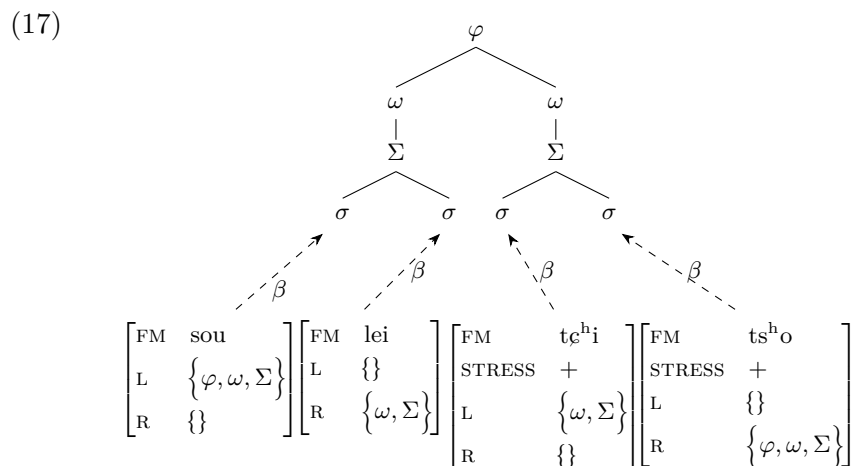 (17)
φ
ω ω
Σ Σ
σ σ σ σ
β β β β
[FM sou] [FM lei] [FM tɕʰi] [FM tsʰo]
[L {φ, ω, Σ}] [L {}] [STRESS +] [STRESS +]
[R {}] [R {ω, Σ}] [L {ω, Σ}] [L {}]
[R {}] [R {φ, ω, Σ}]